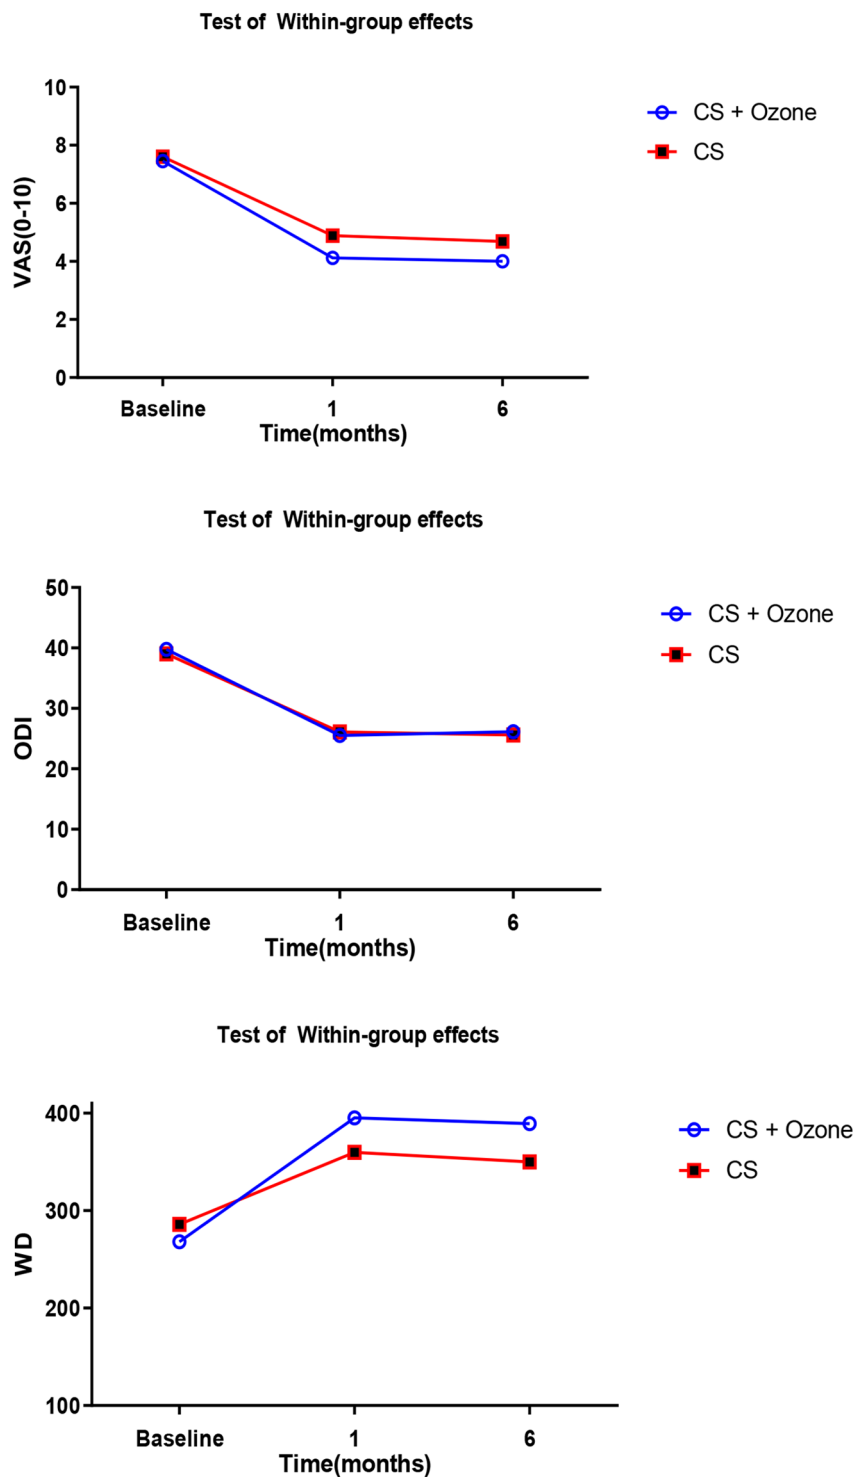 Test of  Within-group effects
10
8
6
4
2
0
VAS(0-10)
Baseline
1
6
Time(months)
CS + Ozone
CS
Test of  Within-group effects
50
40
30
20
10
0
ODI
Baseline
1
6
Time(months)
CS + Ozone
CS
Test of  Within-group effects
400
300
200
100
WD
Baseline
1
6
Time(months)
CS + Ozone
CS